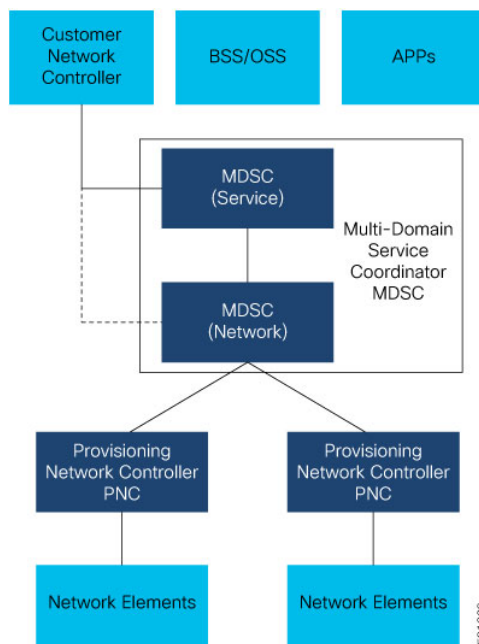 Customer
Network
Controller
BSS/OSS
APPs
MDSC
(Service)
Multi-Domain
Service
Coordinator
MDSC
MDSC
(Network)
Provisioning
Network Controller
PNC
Provisioning
Network Controller
PNC
Network Elements
Network Elements